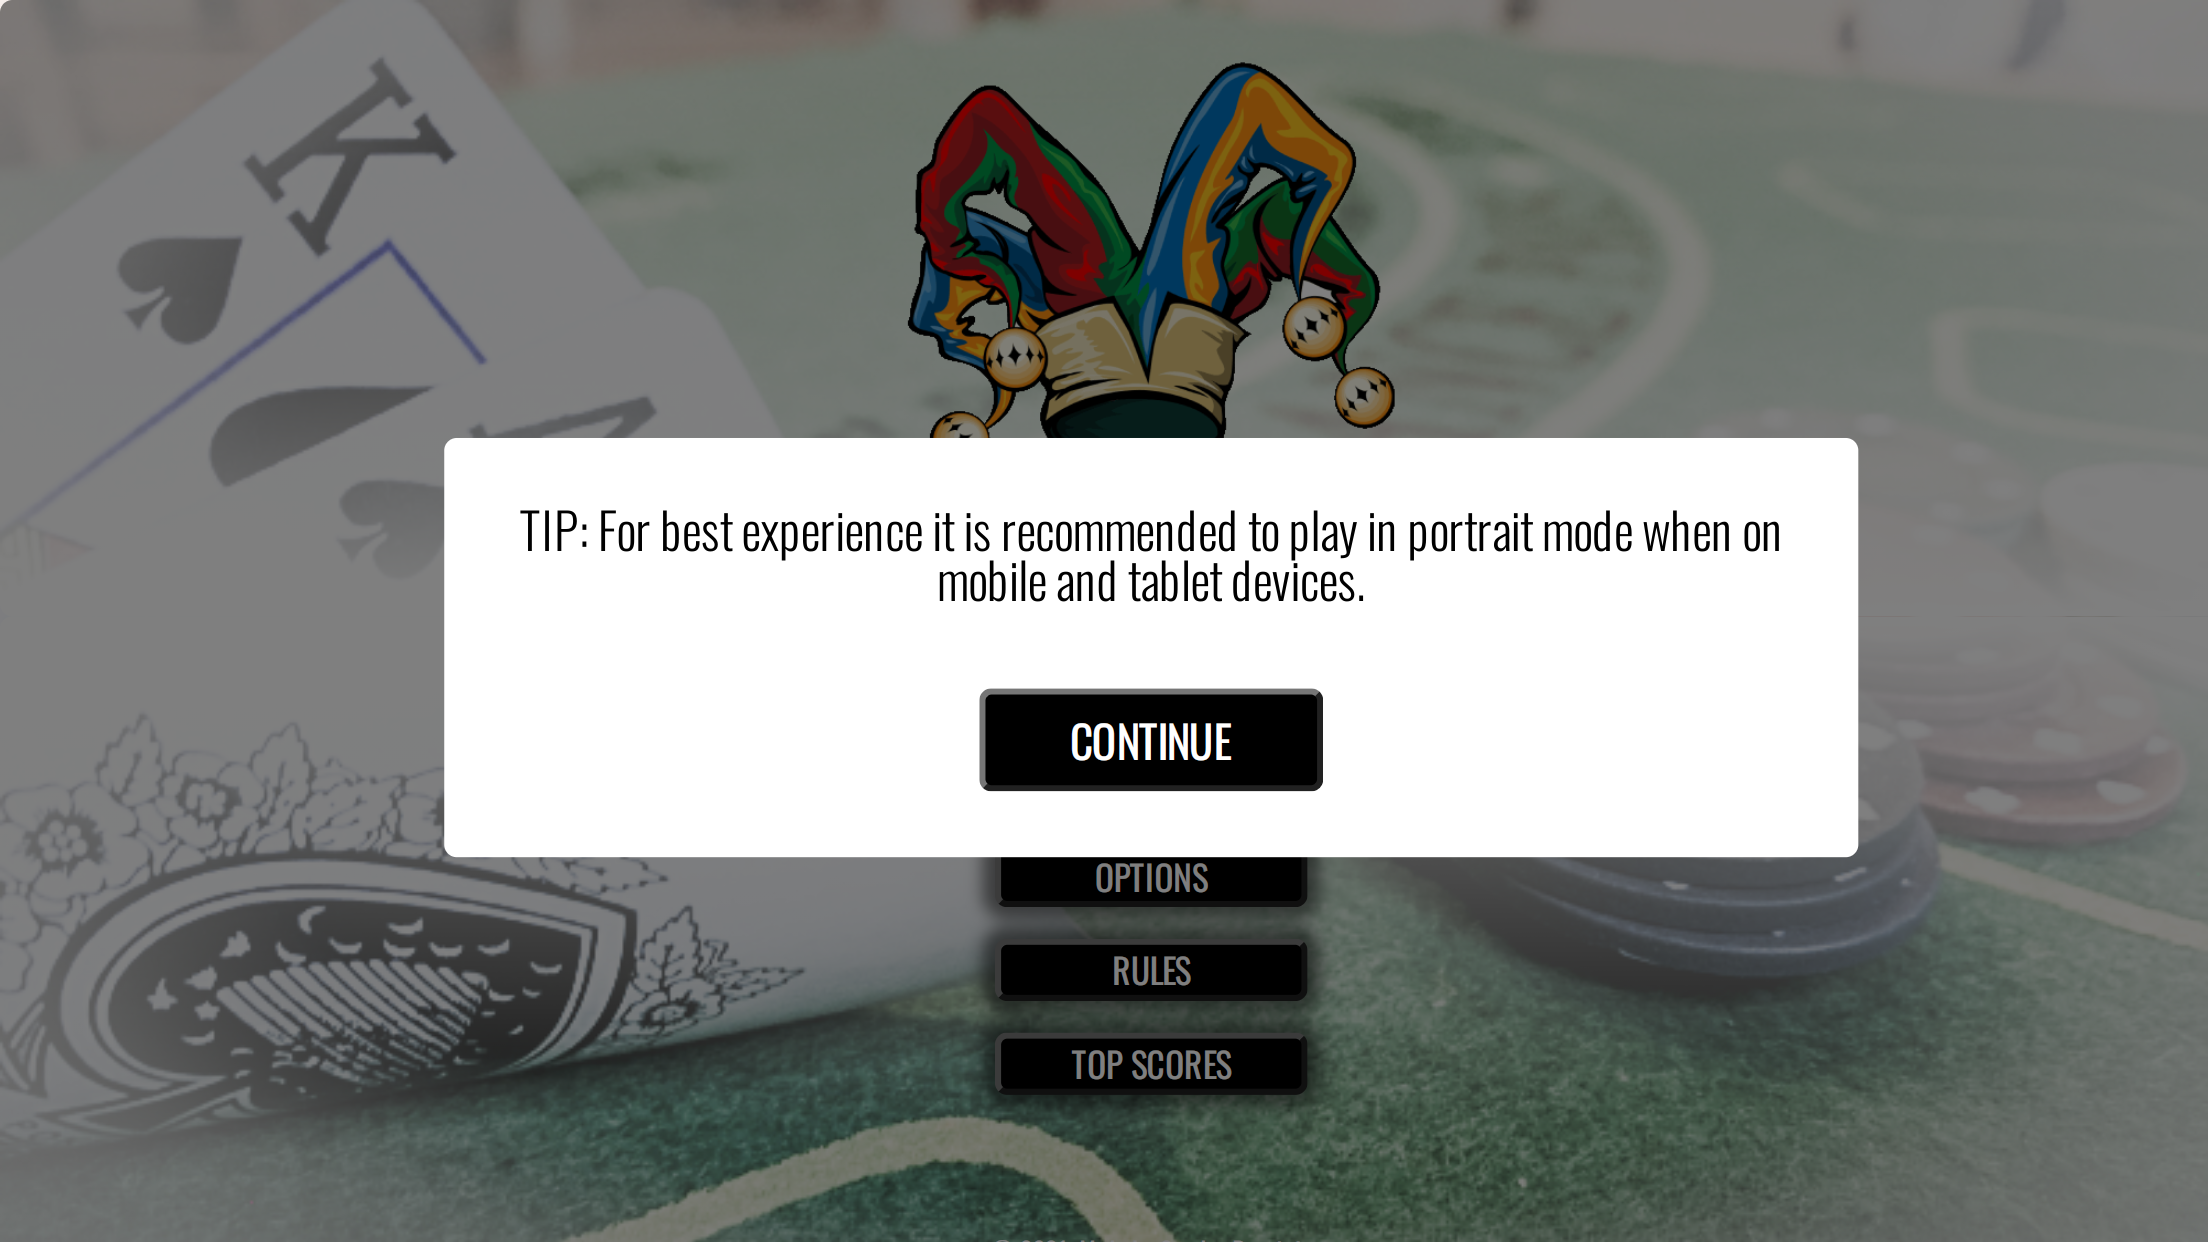 K
TIP: For best experience it is recommended to play in portrait mode when on
mobile and tablet devices.
CONTINUE
OPTIONS
RULES
TOP SCORES